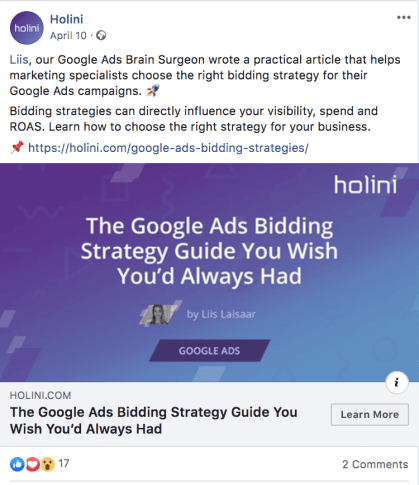 holini
Holini
April 10
Liis, our Google Ads Brain Surgeon wrote a practical article that helps
marketing specialists choose the right bidding strategy for their
Google Ads campaigns. 🚀
Bidding strategies can directly influence your visibility, spend and
ROAS. Learn how to choose the right strategy for your business.
📌 https://holini.com/google-ads-bidding-strategies/
holini
The Google Ads Bidding
Strategy Guide You Wish
You'd Always Had
by Liis Laisaar
GOOGLE ADS
i
HOLINI.COM
The Google Ads Bidding Strategy Guide You
Wish You'd Always Had
Learn More
17
2 Comments